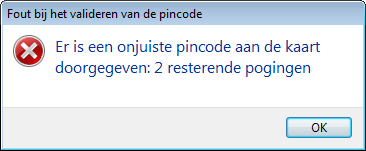 Fout bij het valideren van de pincode
Er is een onjuiste pincode aan de kaart
doorgegeven: 2 resterende pogingen
OK